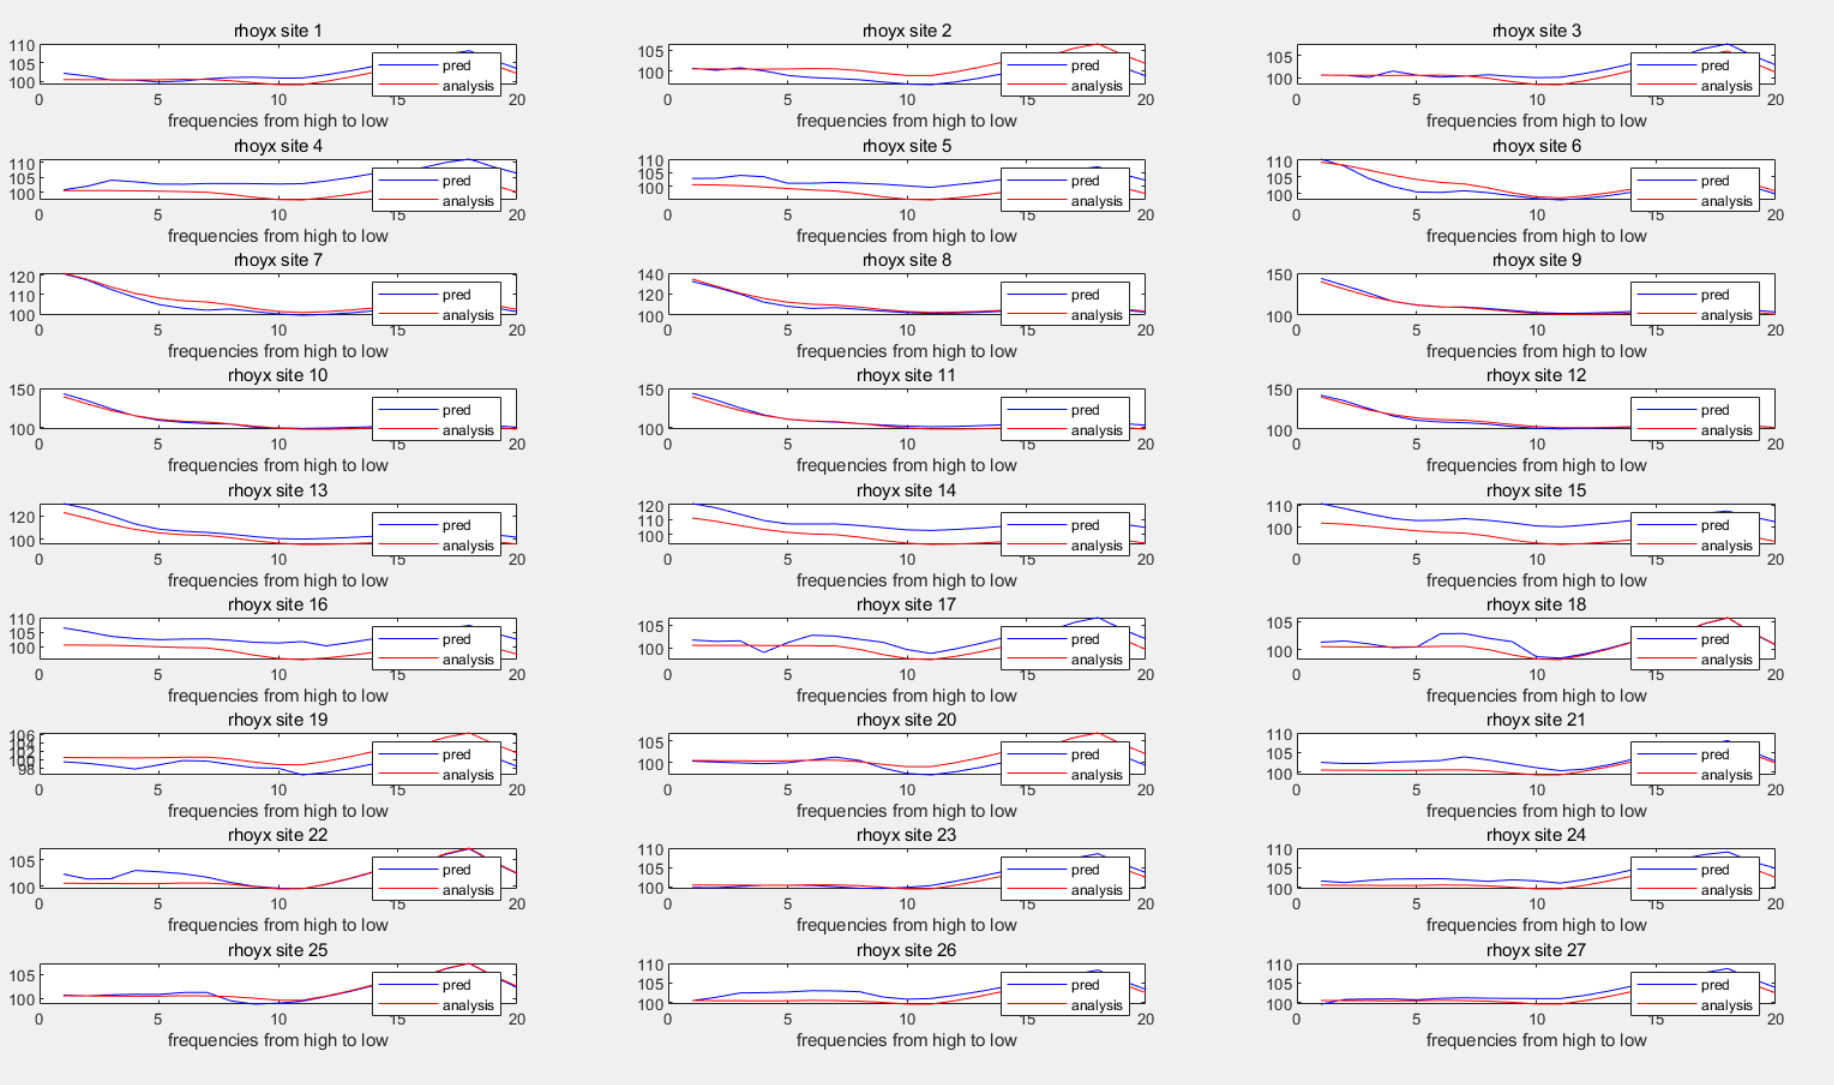 rhoyx site 1
110
105
100
pred
analysis
0 5 10 15 20
frequencies from high to low
rhoyx site 2
105
100
pred
analysis
0 5 10 15 20
frequencies from high to low
rhoyx site 3
105
100
pred
analysis
0 5 10 15 20
frequencies from high to low
rhoyx site 4
110
105
100
pred
analysis
0 5 10 15 20
frequencies from high to low
rhoyx site 5
110
105
100
pred
analysis
0 5 10 15 20
frequencies from high to low
rhoyx site 6
110
105
100
pred
analysis
0 5 10 15 20
frequencies from high to low
rhoyx site 7
120
110
100
pred
analysis
0 5 10 15 20
frequencies from high to low
rhoyx site 8
140
120
100
pred
analysis
0 5 10 15 20
frequencies from high to low
rhoyx site 9
150
100
pred
analysis
0 5 10 15 20
frequencies from high to low
rhoyx site 10
150
100
pred
analysis
0 5 10 15 20
frequencies from high to low
rhoyx site 11
150
100
pred
analysis
0 5 10 15 20
frequencies from high to low
rhoyx site 12
150
100
pred
analysis
0 5 10 15 20
frequencies from high to low
rhoyx site 13
120
100
pred
analysis
0 5 10 15 20
frequencies from high to low
rhoyx site 14
120
110
100
pred
analysis
0 5 10 15 20
frequencies from high to low
rhoyx site 15
110
100
pred
analysis
0 5 10 15 20
frequencies from high to low
rhoyx site 16
110
105
100
pred
analysis
0 5 10 15 20
frequencies from high to low
rhoyx site 17
105
100
pred
analysis
0 5 10 15 20
frequencies from high to low
rhoyx site 18
105
100
pred
analysis
0 5 10 15 20
frequencies from high to low
rhoyx site 19
106
104
102
100
98
pred
analysis
0 5 10 15 20
frequencies from high to low
rhoyx site 20
105
100
pred
analysis
0 5 10 15 20
frequencies from high to low
rhoyx site 21
110
105
100
pred
analysis
0 5 10 15 20
frequencies from high to low
rhoyx site 22
105
100
pred
analysis
0 5 10 15 20
frequencies from high to low
rhoyx site 23
110
105
100
pred
analysis
0 5 10 15 20
frequencies from high to low
rhoyx site 24
110
105
100
pred
analysis
0 5 10 15 20
frequencies from high to low
rhoyx site 25
105
100
pred
analysis
0 5 10 15 20
frequencies from high to low
rhoyx site 26
110
105
100
pred
analysis
0 5 10 15 20
frequencies from high to low
rhoyx site 27
110
105
100
pred
analysis
0 5 10 15 20
frequencies from high to low